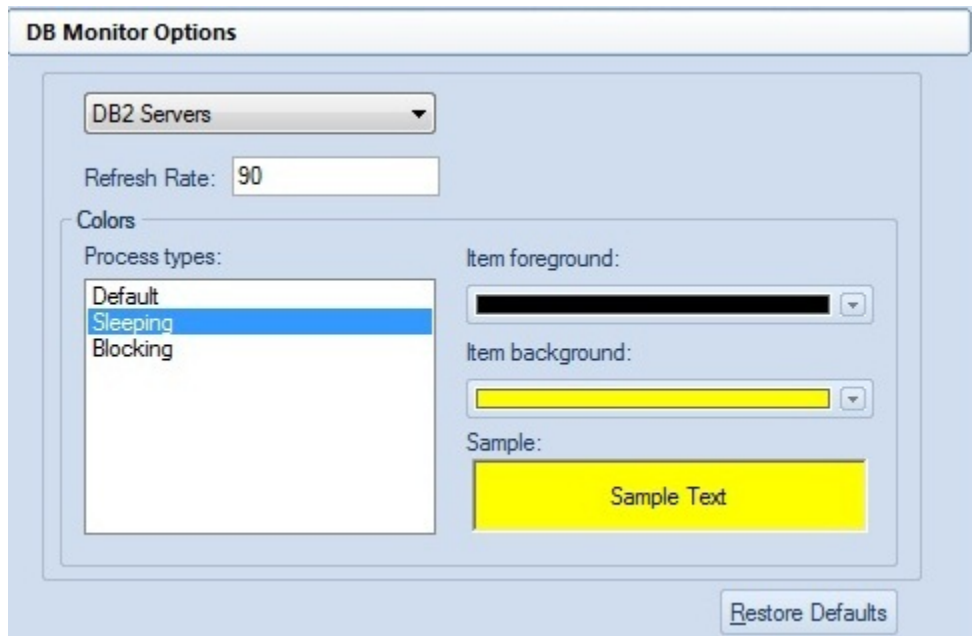 DB Monitor Options
DB2 Servers
Refresh Rate: 90
Colors
Process types:
Default
Sleeping
Blocking
Item foreground:
Item background:
Sample:
Sample Text
Restore Defaults